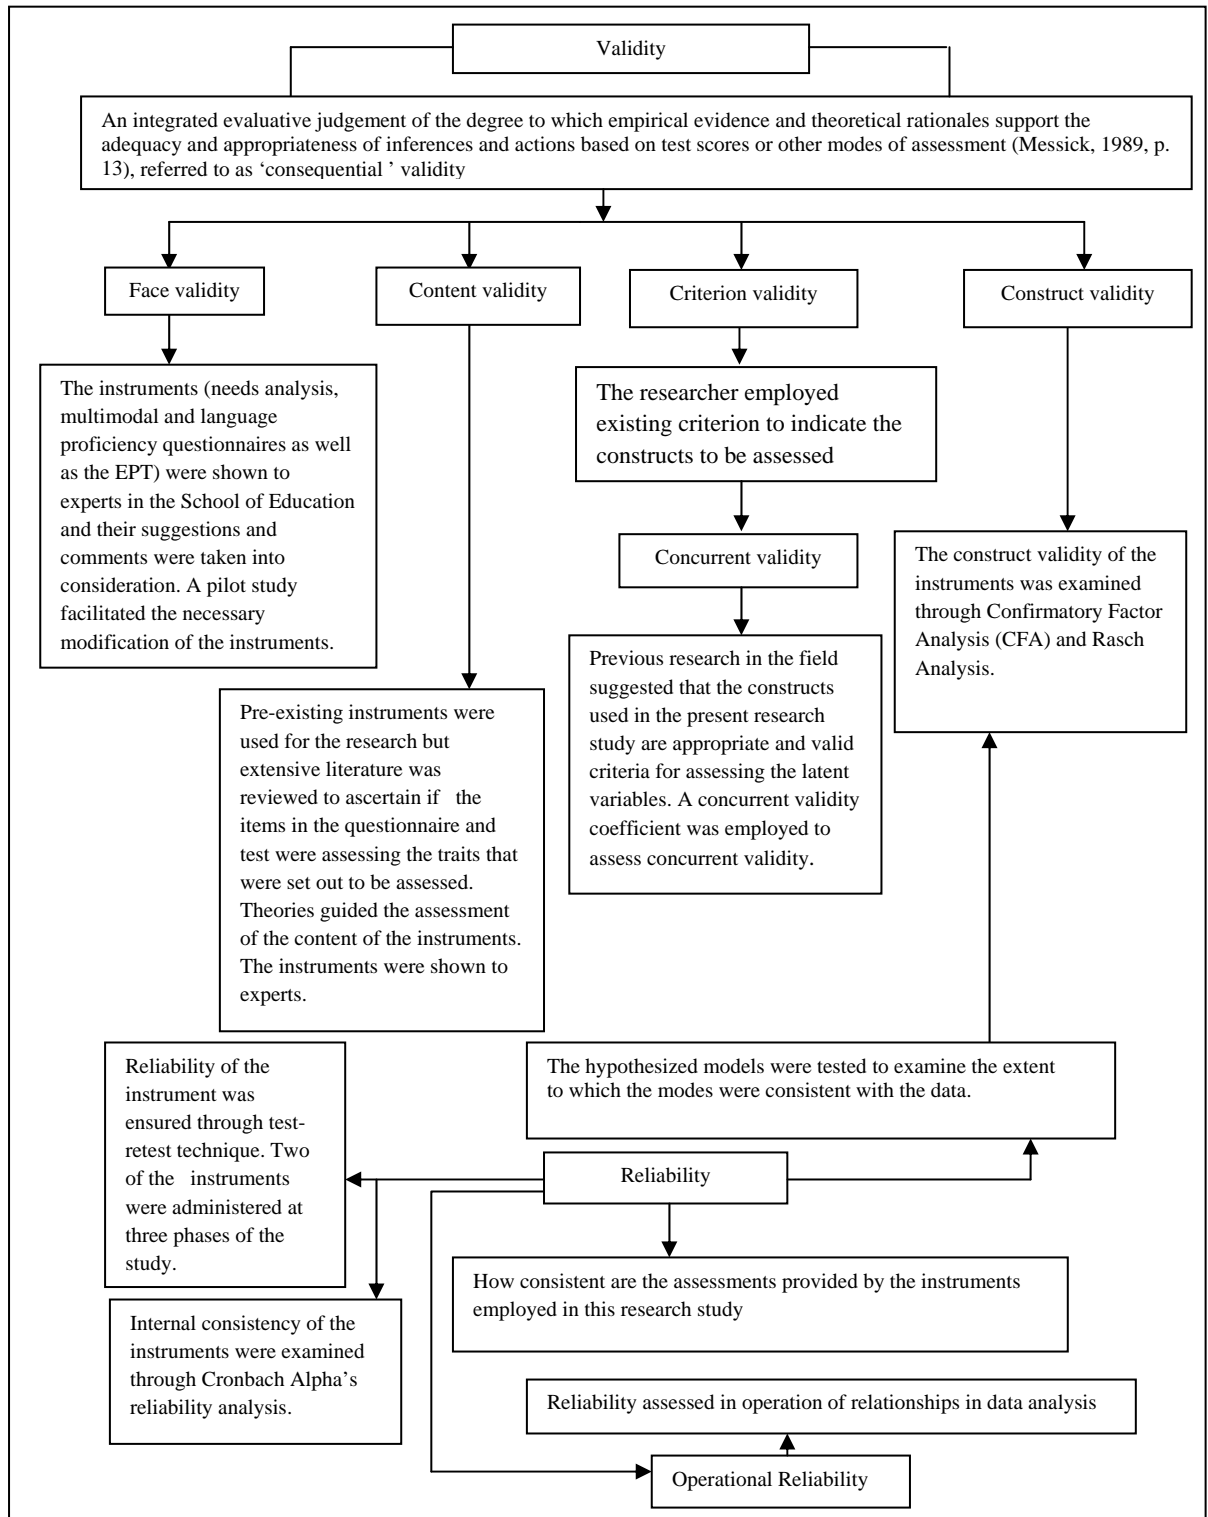 Validity
An integrated evaluative judgement of the degree to which empirical evidence and theoretical rationales support the
adequacy and appropriateness of inferences and actions based on test scores or other modes of assessment (Messick, 1989, p.
13), referred to as ‘consequential ’ validity
Face validity
Content validity
Criterion validity
Construct validity
The instruments (needs analysis,
multimodal and language
proficiency questionnaires as well
as the EPT) were shown to
experts in the School of Education
and their suggestions and
comments were taken into
consideration. A pilot study
facilitated the necessary
modification of the instruments.
The researcher employed
existing criterion to indicate the
constructs to be assessed
Concurrent validity
The construct validity of the
instruments was examined
through Confirmatory Factor
Analysis (CFA) and Rasch
Analysis.
Previous research in the field
suggested that the constructs
used in the present research
study are appropriate and valid
criteria for assessing the latent
variables. A concurrent validity
coefficient was employed to
assess concurrent validity.
Pre-existing instruments were
used for the research but
extensive literature was
reviewed to ascertain if the
items in the questionnaire and
test were assessing the traits that
were set out to be assessed.
Theories guided the assessment
of the content of the instruments.
The instruments were shown to
experts.
Reliability of the
instrument was
ensured through test-
retest technique. Two
of the instruments
were administered at
three phases of the
study.
The hypothesized models were tested to examine the extent
to which the modes were consistent with the data.
Reliability
How consistent are the assessments provided by the instruments
employed in this research study
Internal consistency of the
instruments were examined
through Cronbach Alpha’s
reliability analysis.
Reliability assessed in operation of relationships in data analysis
Operational Reliability